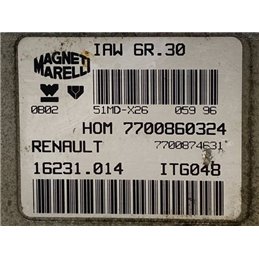 IAW 6R.30
MAGNETI
MARELLI
0802 51MD-X26 059 96
HOM 7700860324
RENAULT 7700874631
16231.014 ITG048